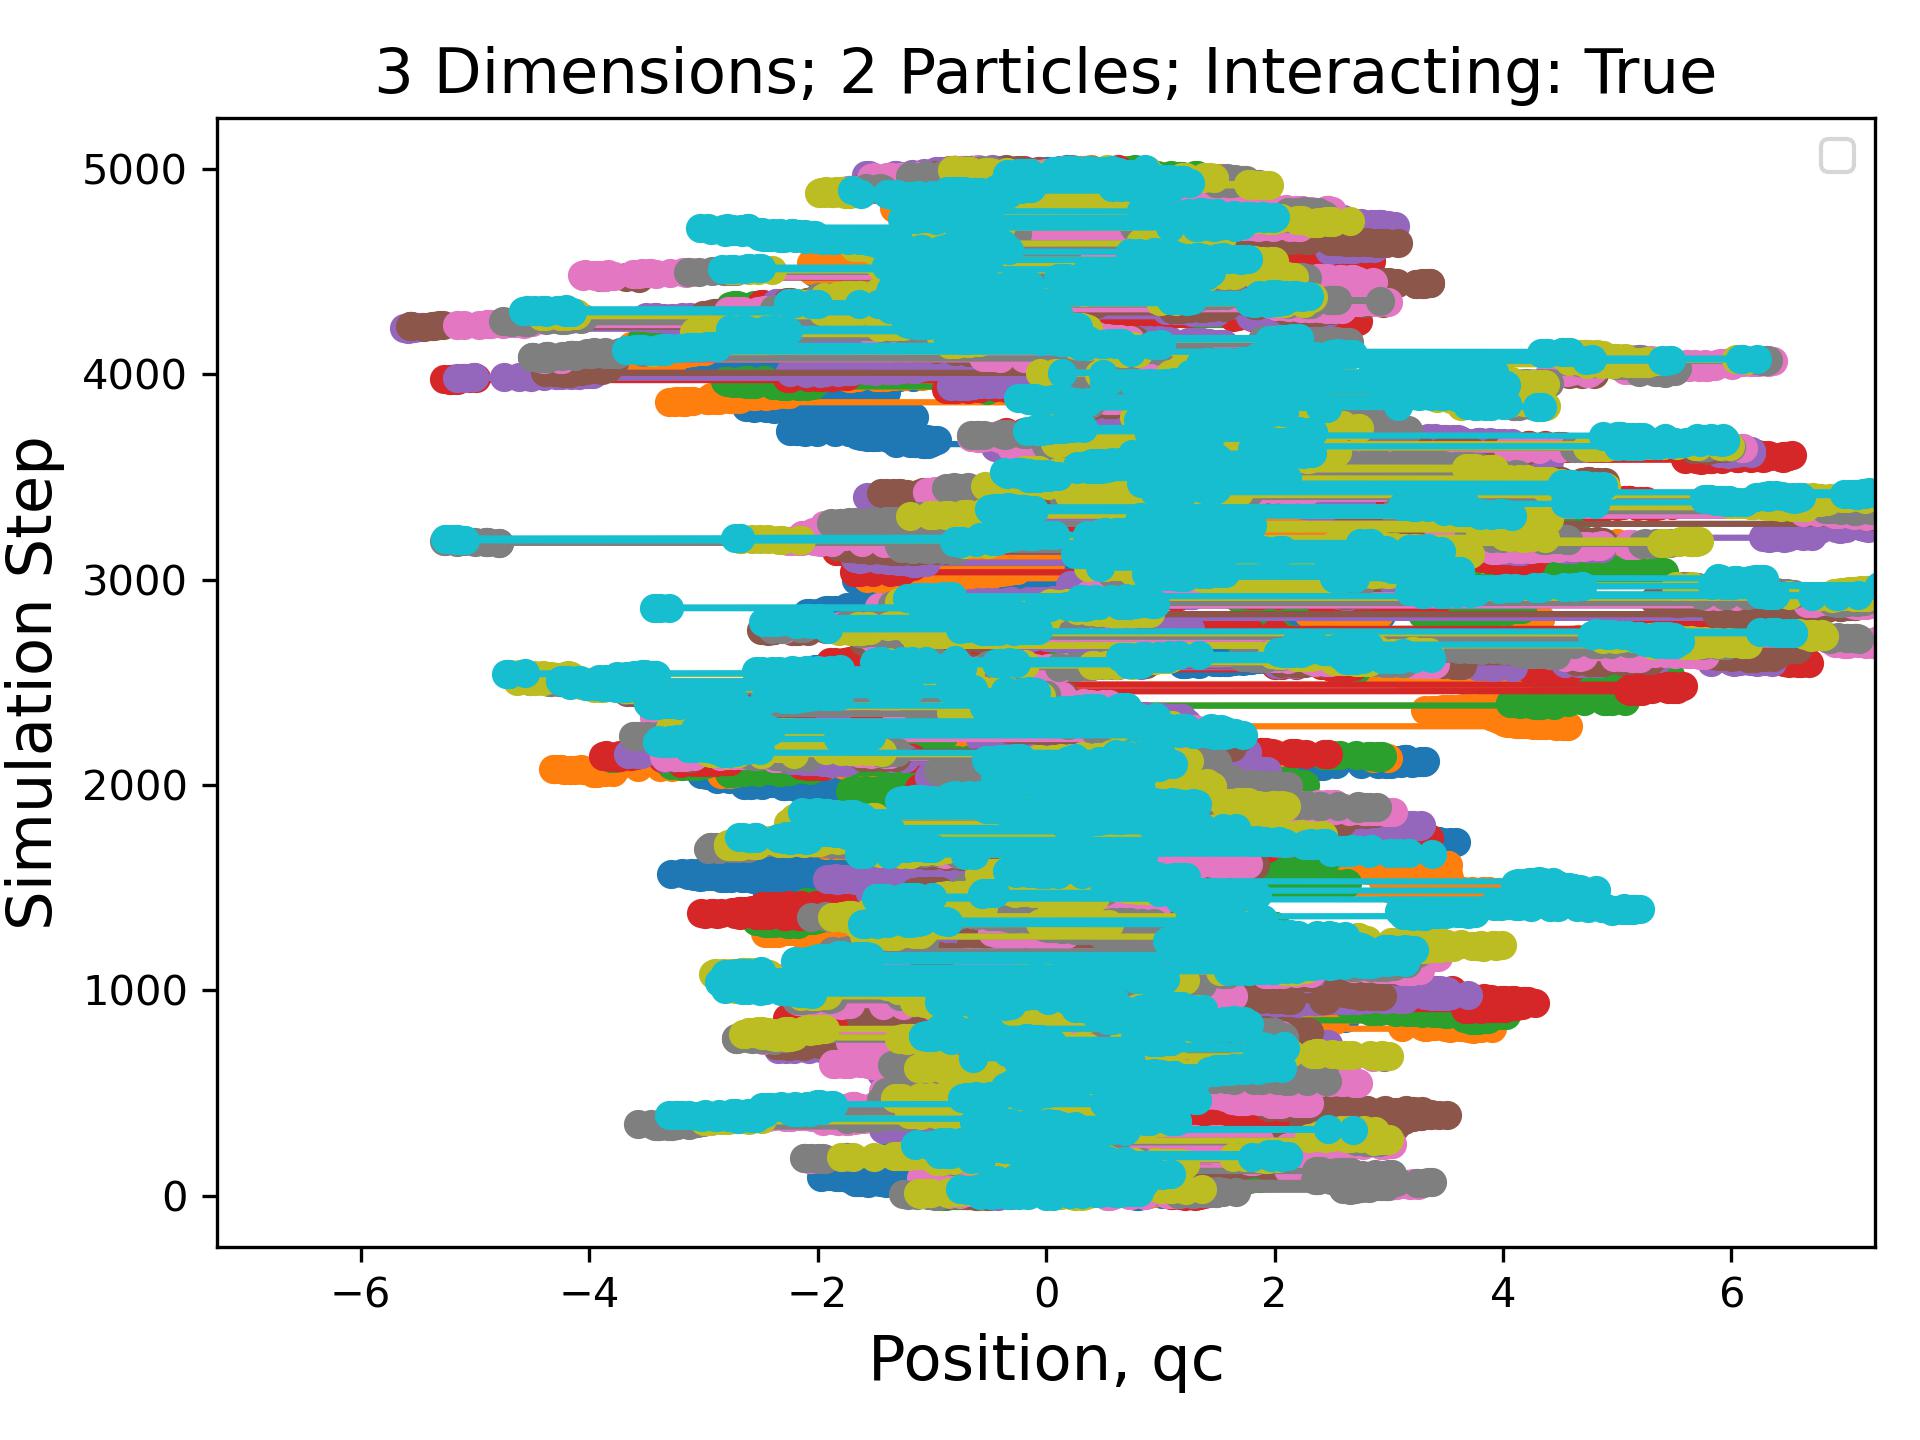 3 Dimensions; 2 Particles; Interacting: True
5000
4000
3000
2000
1000
0
Simulation Step
−6 −4 −2 0 2 4 6
Position, qc